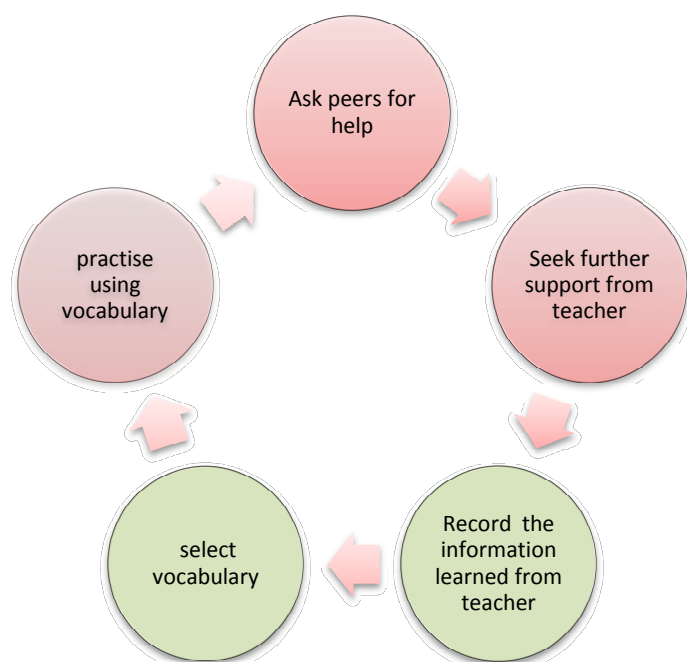 Ask peers for
help
Seek further
support from
teacher
Record  the
information
learned from
teacher
select
vocabulary
practise
using
vocabulary